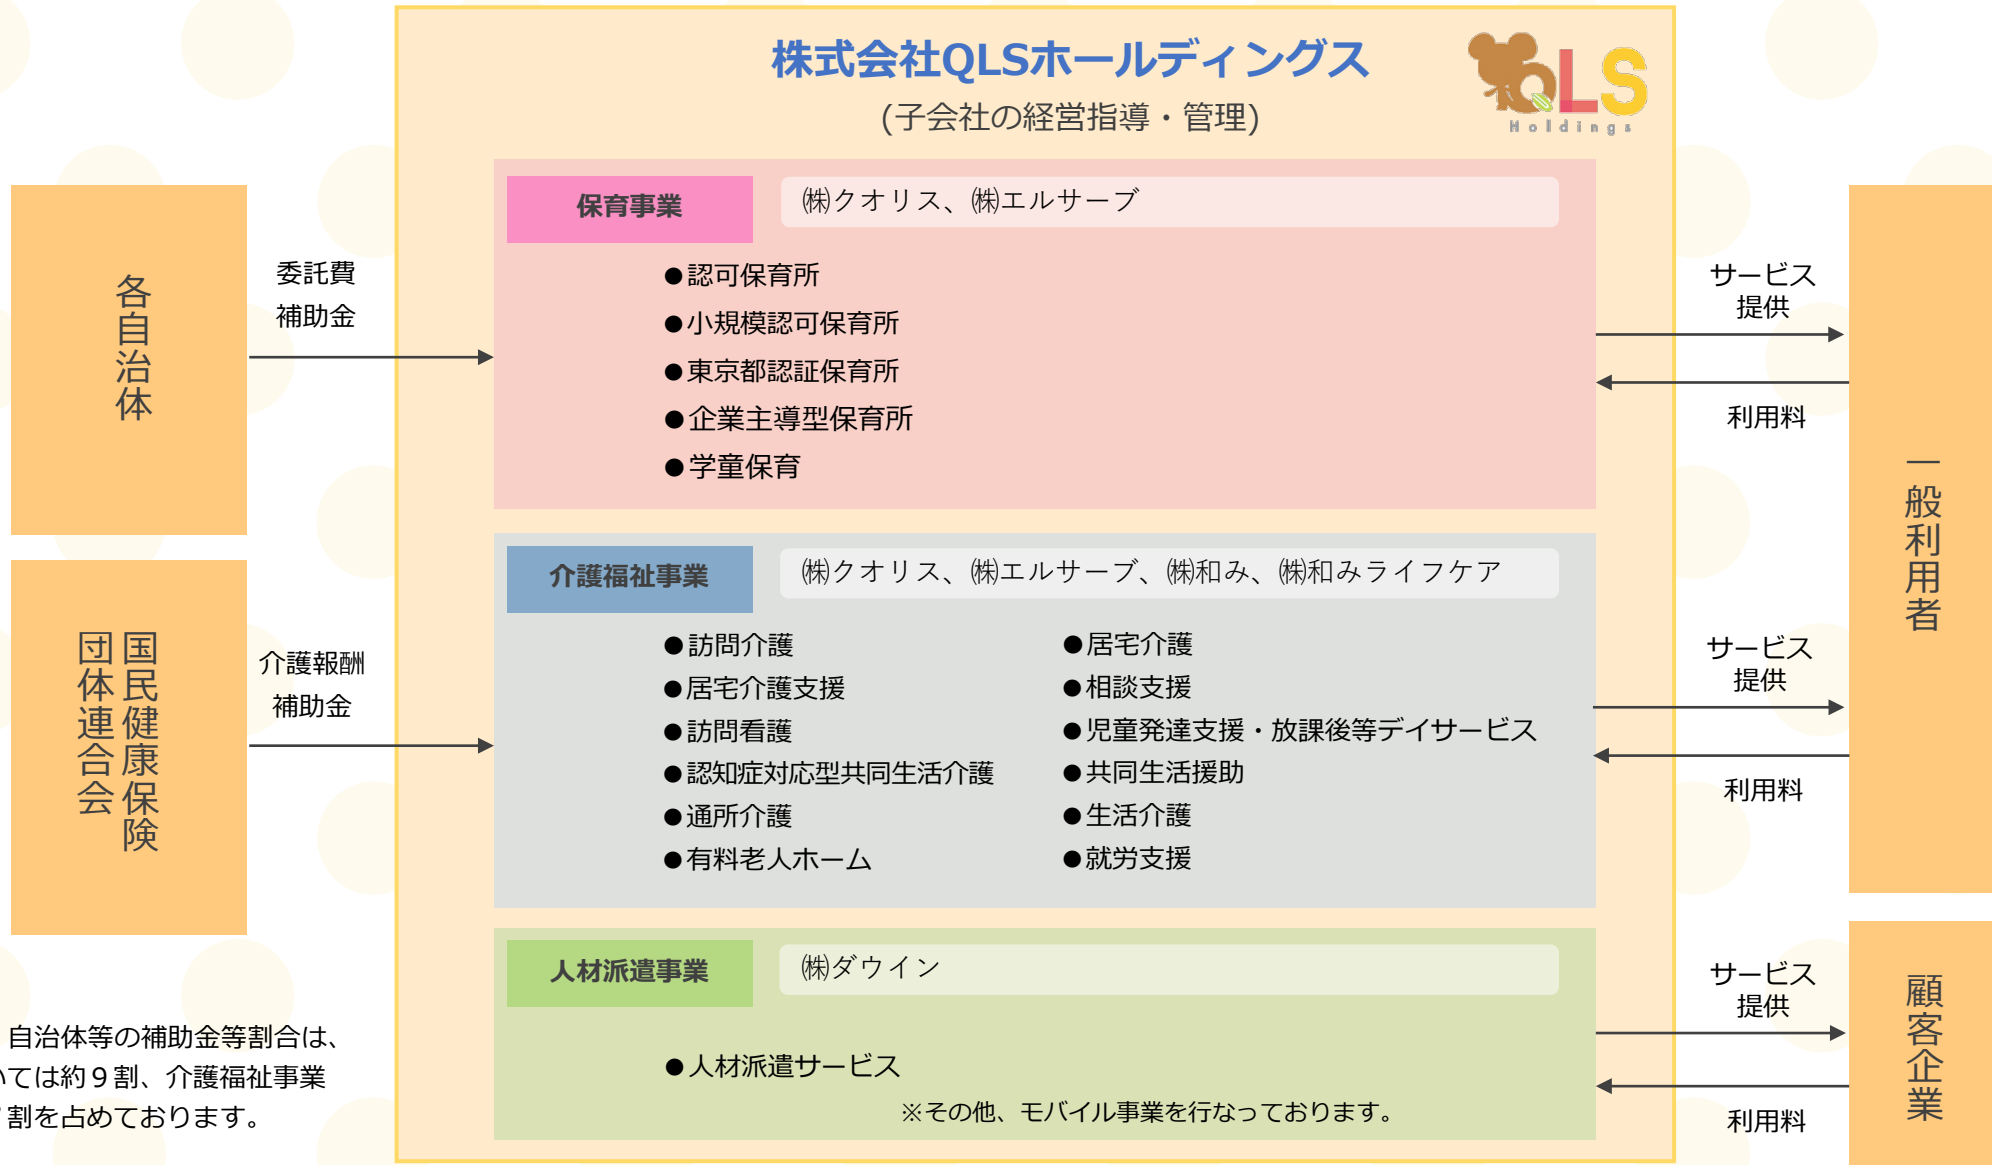 株式会社QLSホールディングス
(子会社の経営指導・管理)
QLS
Holdings
各自治体
委託費
補助金
保育事業
㈱クオリス、㈱エルサーブ
●認可保育所
●小規模認可保育所
●東京都認証保育所
●企業主導型保育所
●学童保育
サービス
提供
利用料
一般利用者
国民健康保険
団体連合会
介護報酬
補助金
介護福祉事業
㈱クオリス、㈱エルサーブ、㈱和み、㈱和みライフケア
●訪問介護
●居宅介護支援
●訪問看護
●認知症対応型共同生活介護
●通所介護
●有料老人ホーム
●居宅介護
●相談支援
●児童発達支援・放課後等デイサービス
●共同生活援助
●生活介護
●就労支援
サービス
提供
利用料
人材派遣事業
㈱ダウイン
●人材派遣サービス
※その他、モバイル事業を行なっております。
サービス
提供
利用料
顧客企業
自治体等の補助金等割合は、
いては約９割、介護福祉事業
割を占めております。